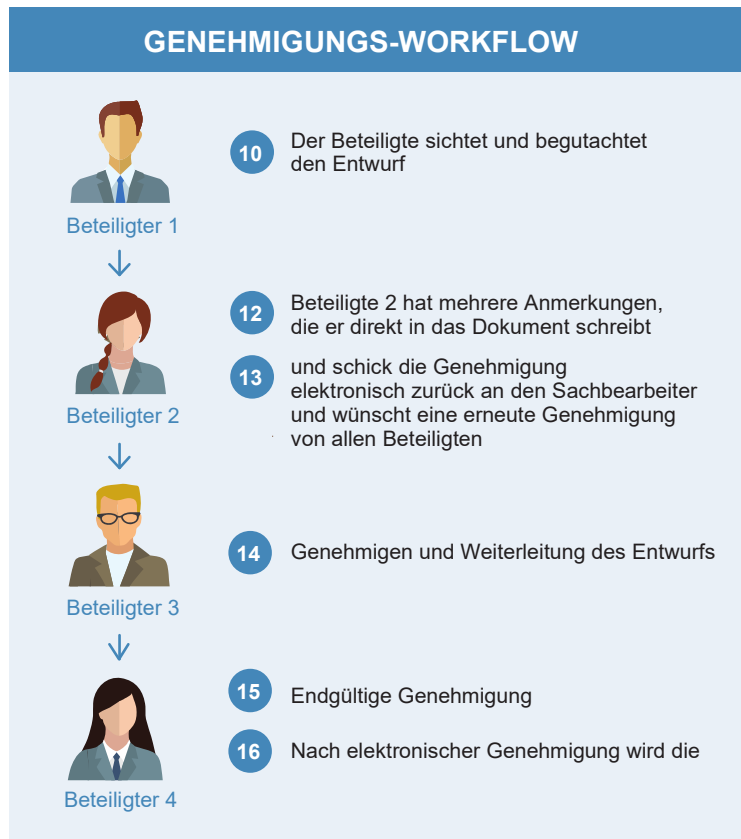 GENEHMIGUNGS-WORKFLOW
10
Der Beteiligte sichtet und begutachtet
den Entwurf
Beteiligter 1
12
Beteiligte 2 hat mehrere Anmerkungen,
die er direkt in das Dokument schreibt
13
und schick die Genehmigung
elektronisch zurück an den Sachbearbeiter
und wünscht eine erneute Genehmigung
von allen Beteiligten
Beteiligter 2
14
Genehmigen und Weiterleitung des Entwurfs
Beteiligter 3
15
Endgültige Genehmigung
16
Nach elektronischer Genehmigung wird die
Beteiligter 4